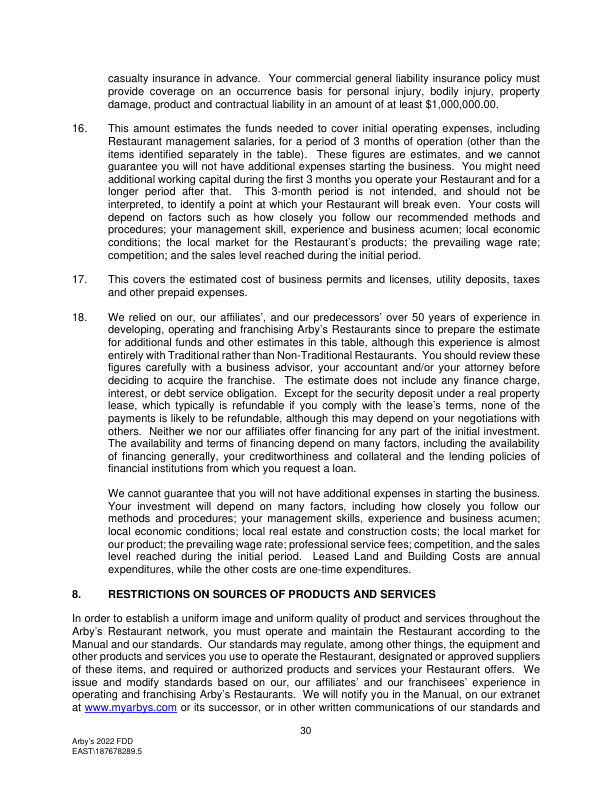 casualty insurance in advance. Your commercial general liability insurance policy must
provide coverage on an occurrence basis for personal injury, bodily injury, property
damage, product and contractual liability in an amount of at least $1,000,000.00.
16. This amount estimates the funds needed to cover initial operating expenses, including
Restaurant management salaries, for a period of 3 months of operation (other than the
items identified separately in the table). These figures are estimates, and we cannot
guarantee you will not have additional expenses starting the business. You might need
additional working capital during the first 3 months you operate your Restaurant and for a
longer period after that. This 3-month period is not intended, and should not be
interpreted, to identify a point at which your Restaurant will break even. Your costs will
depend on factors such as how closely you follow our recommended methods and
procedures; your management skill, experience and business acumen; local economic
conditions; the local market for the Restaurant's products; the prevailing wage rate;
competition; and the sales level reached during the initial period.
17. This covers the estimated cost of business permits and licenses, utility deposits, taxes
and other prepaid expenses.
18. We relied on our, our affiliates', and our predecessors' over 50 years of experience in
developing, operating and franchising Arby's Restaurants since to prepare the estimate
for additional funds and other estimates in this table, although this experience is almost
entirely with Traditional rather than Non-Traditional Restaurants. You should review these
figures carefully with a business advisor, your accountant and/or your attorney before
deciding to acquire the franchise. The estimate does not include any finance charge,
interest, or debt service obligation. Except for the security deposit under a real property
lease, which typically is refundable if you comply with the lease's terms, none of the
payments is likely to be refundable, although this may depend on your negotiations with
others. Neither we nor our affiliates offer financing for any part of the initial investment.
The availability and terms of financing depend on many factors, including the availability
of financing generally, your creditworthiness and collateral and the lending policies of
financial institutions from which you request a loan.
We cannot guarantee that you will not have additional expenses in starting the business.
Your investment will depend on many factors, including how closely you follow our
methods and procedures; your management skills, experience and business acumen;
local economic conditions; local real estate and construction costs; the local market for
our product; the prevailing wage rate; professional service fees; competition, and the sales
level reached during the initial period. Leased Land and Building Costs are annual
expenditures, while the other costs are one-time expenditures.
8. RESTRICTIONS ON SOURCES OF PRODUCTS AND SERVICES
In order to establish a uniform image and uniform quality of product and services throughout the
Arby's Restaurant network, you must operate and maintain the Restaurant according to the
Manual and our standards. Our standards may regulate, among other things, the equipment and
other products and services you use to operate the Restaurant, designated or approved suppliers
of these items, and required or authorized products and services your Restaurant offers. We
issue and modify standards based on our, our affiliates' and our franchisees' experience in
operating and franchising Arby's Restaurants. We will notify you in the Manual, on our extranet
at www.myarbys.com or its successor, or in other written communications of our standards and
30
Arby's 2022 FDD
EAST\187678289.5